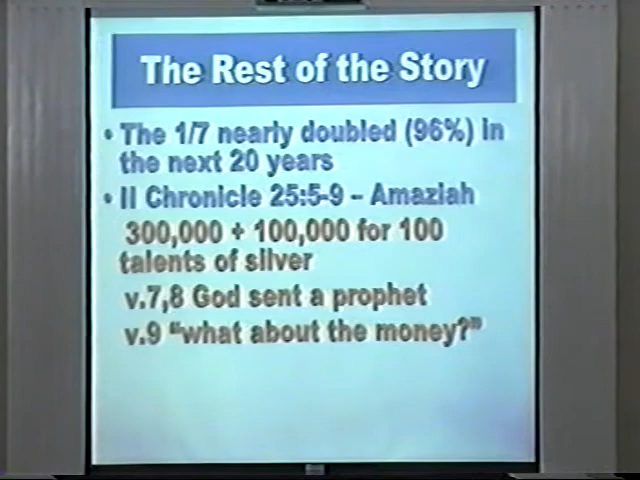 The Rest of the Story
• The 1/7 nearly doubled (96%) in
the next 20 years
• II Chronicle 25:5-9 – Amaziah
300,000 + 100,000 for 100
talents of silver
v.7,8 God sent a prophet
v.9 “what about the money?”